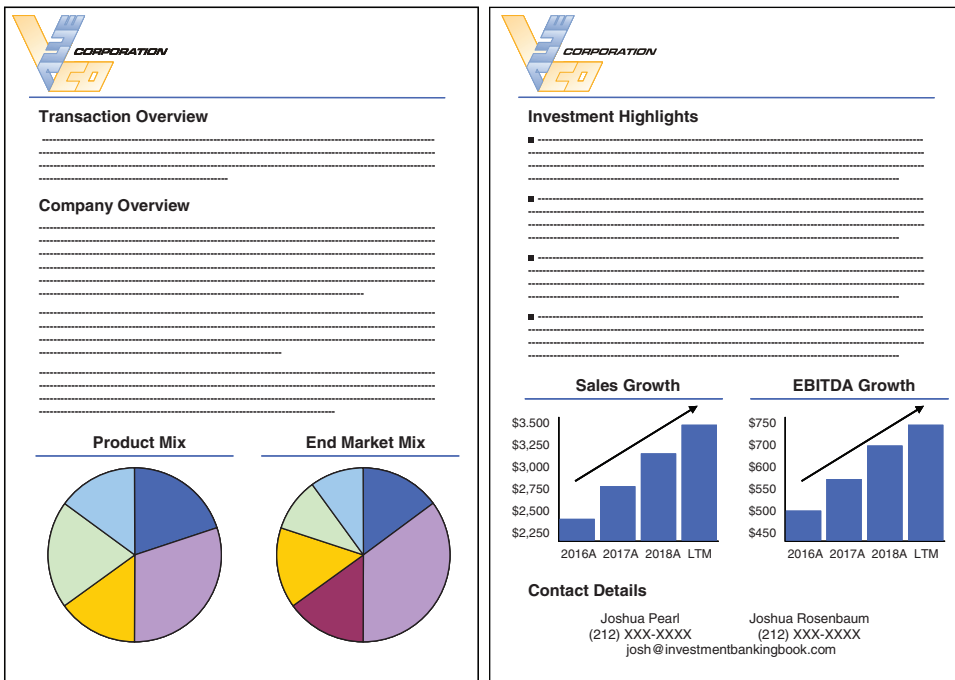 VALUE
CO
CORPORATION
Transaction Overview
Company Overview
Product Mix
End Market Mix
CORPORATION
Investment Highlights
Sales Growth
$3,500
$3,250
$3,000
$2,750
$2,500
$2,250
2016A 2017A 2018A LTM
EBITDA Growth
$750
$700
$600
$550
$500
$450
2016A 2017A 2018A LTM
Contact Details
Joshua Pearl
(212) XXX-XXXX
Joshua Rosenbaum
(212) XXX-XXXX
josh@investmentbankingbook.com